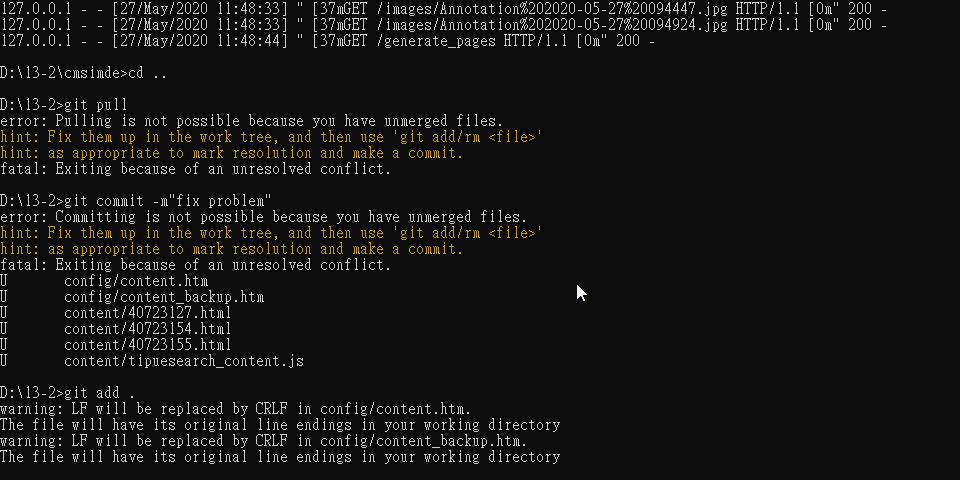 127.0.0.1 - - [27/May/2020 11:48:33] " [37mGET /images/Annotation%202020-05-27%20094447.jpg HTTP/1.1 [0m" 200 -
127.0.0.1 - - [27/May/2020 11:48:33] " [37mGET /images/Annotation%202020-05-27%20094924.jpg HTTP/1.1 [0m" 200 -
127.0.0.1 - - [27/May/2020 11:48:44] " [37mGET /generate_pages HTTP/1.1 [0m" 200 -
D:\13-2\cmsimde>cd ..
D:\13-2>git pull
error: Pulling is not possible because you have unmerged files.
hint: Fix them up in the work tree, and then use 'git add/rm <file>'
hint: as appropriate to mark resolution and make a commit.
fatal: Exiting because of an unresolved conflict.
D:\13-2>git commit -m"fix problem"
error: Committing is not possible because you have unmerged files.
hint: Fix them up in the work tree, and then use 'git add/rm <file>'
hint: as appropriate to mark resolution and make a commit.
fatal: Exiting because of an unresolved conflict.
U       config/content.htm
U       config/content_backup.htm
U       content/40723127.html
U       content/40723154.html
U       content/40723155.html
U       content/tipuesearch_content.js
D:\13-2>git add .
warning: LF will be replaced by CRLF in config/content.htm.
The file will have its original line endings in your working directory
warning: LF will be replaced by CRLF in config/content_backup.htm.
The file will have its original line endings in your working directory